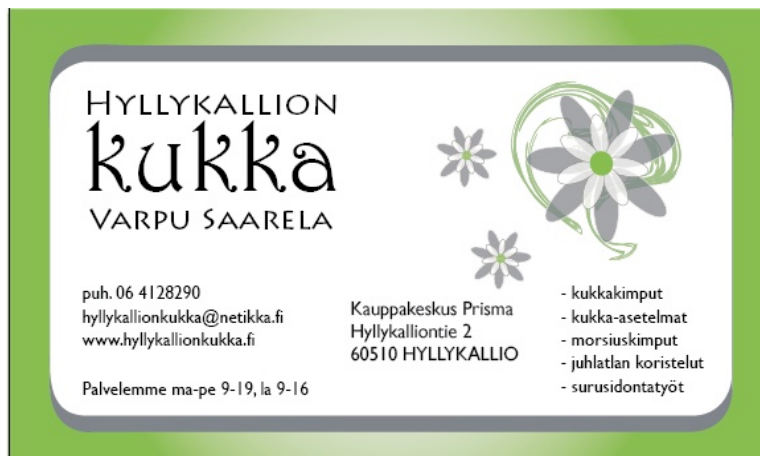 HYLLYKALLION
kukka
VARPU SAARELA
puh. 06 4128290
hyllykallionkukka@netikka.fi
www.hyllykallionkukka.fi
Palvelemme ma-pe 9-19, la 9-16
Kauppakeskus Prisma
Hyllykalliontie 2
60510 HYLLYKALLIO
- kukkakimput
- kukka-asetelmat
- morsiuskimput
- juhlatlan koristelut
- surusidontatyöt